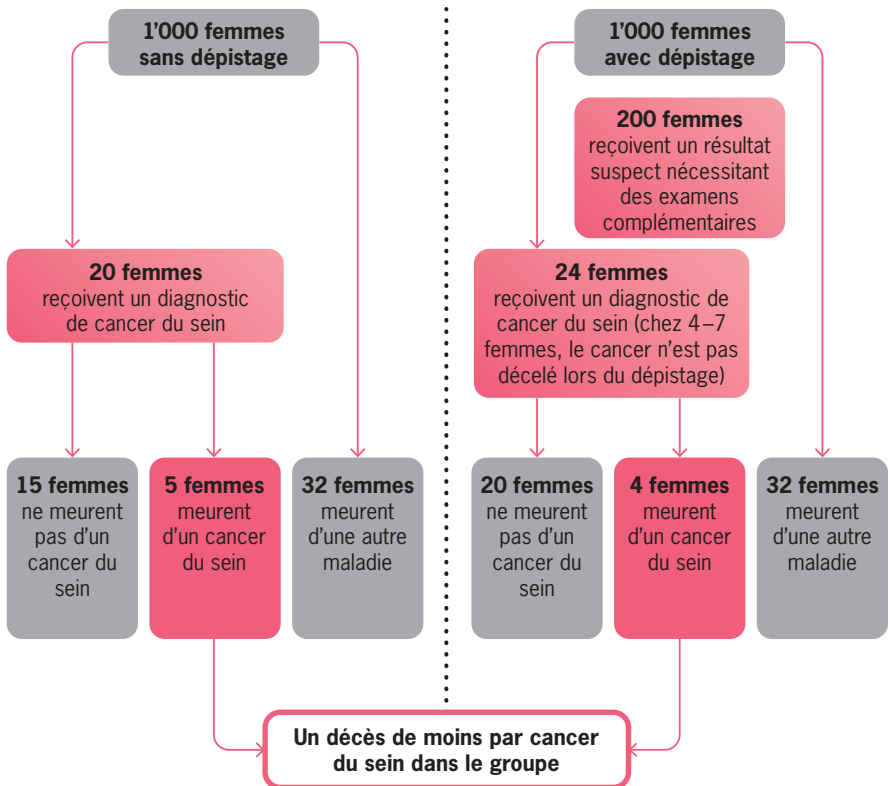 1'000 femmes
sans dépistage
20 femmes
reçoivent un diagnostic
de cancer du sein
15 femmes
ne meurent
pas d'un
cancer du
sein
5 femmes
meurent
d'un cancer
du sein
32 femmes
meurent
d'une autre
maladie
1'000 femmes
avec dépistage
200 femmes
reçoivent un résultat
suspect nécessitant
des examens
complémentaires
24 femmes
reçoivent un diagnostic de
cancer du sein (chez 4–7
femmes, le cancer n'est pas
décelé lors du dépistage)
20 femmes
ne meurent
pas d'un
cancer du
sein
4 femmes
meurent
d'un cancer
du sein
32 femmes
meurent
d'une autre
maladie
Un décès de moins par cancer
du sein dans le groupe